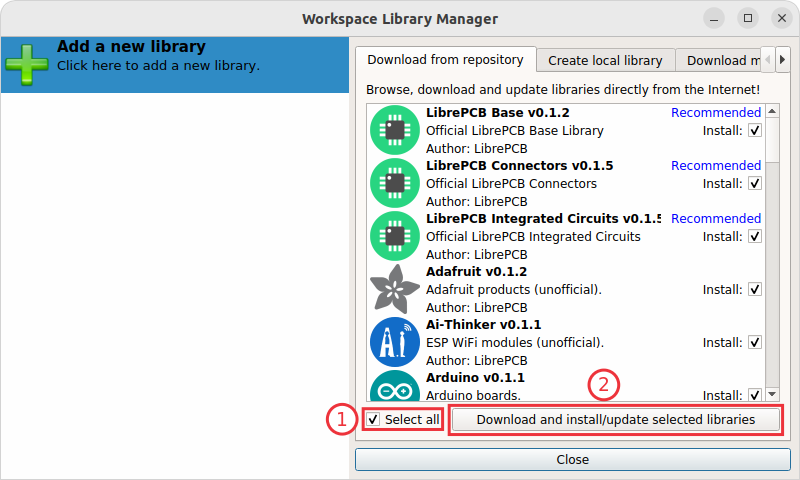 Workspace Library Manager
Add a new library
Click here to add a new library.
Download from repository
Create local library
Download m
Browse, download and update libraries directly from the Internet!
LibrePCB Base v0.1.2
Recommended
Official LibrePCB Base Library
Install:
Author: LibrePCB
LibrePCB Connectors v0.1.5
Recommended
Official LibrePCB Connectors
Install:
Author: LibrePCB
LibrePCB Integrated Circuits v0.1.5
Recommended
Official LibrePCB Integrated Circuits
Install:
Author: LibrePCB
Adafruit v0.1.2
Adafruit products (unofficial).
Install:
Author: LibrePCB
Ai-Thinker v0.1.1
ESP WiFi modules (unofficial).
Install:
Author: LibrePCB
Arduino v0.1.1
Arduino boards.
Install:
1
Select all
2
Download and install/update selected libraries
Close